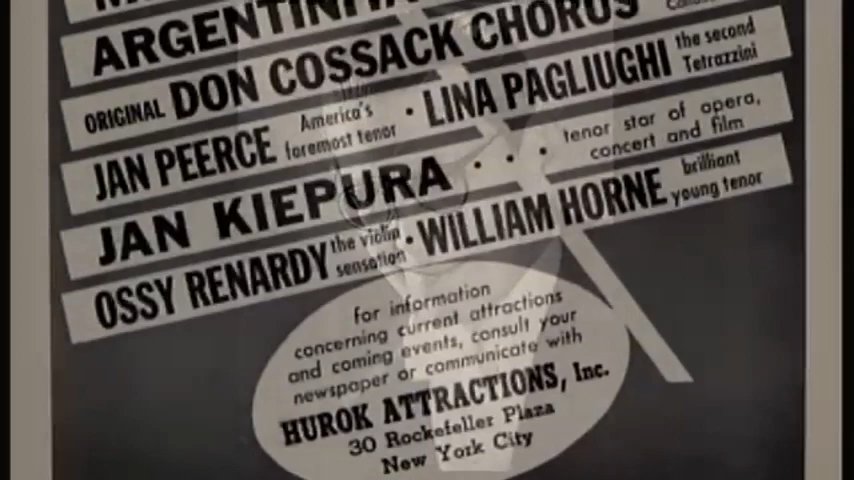 ARGENTINITA
ORIGINAL DON COSSACK CHORUS
JAN PEERCE America's foremost tenor · LINA PAGLIUGHI the second Tetrazzini
JAN KIEPURA . . . tenor star of opera, concert and film
OSSY RENARDY the violin sensation · WILLIAM HORNE brilliant young tenor
for information
concerning current attractions
and coming events, consult your
newspaper or communicate with
HUROK ATTRACTIONS, Inc.
30 Rockefeller Plaza
New York City